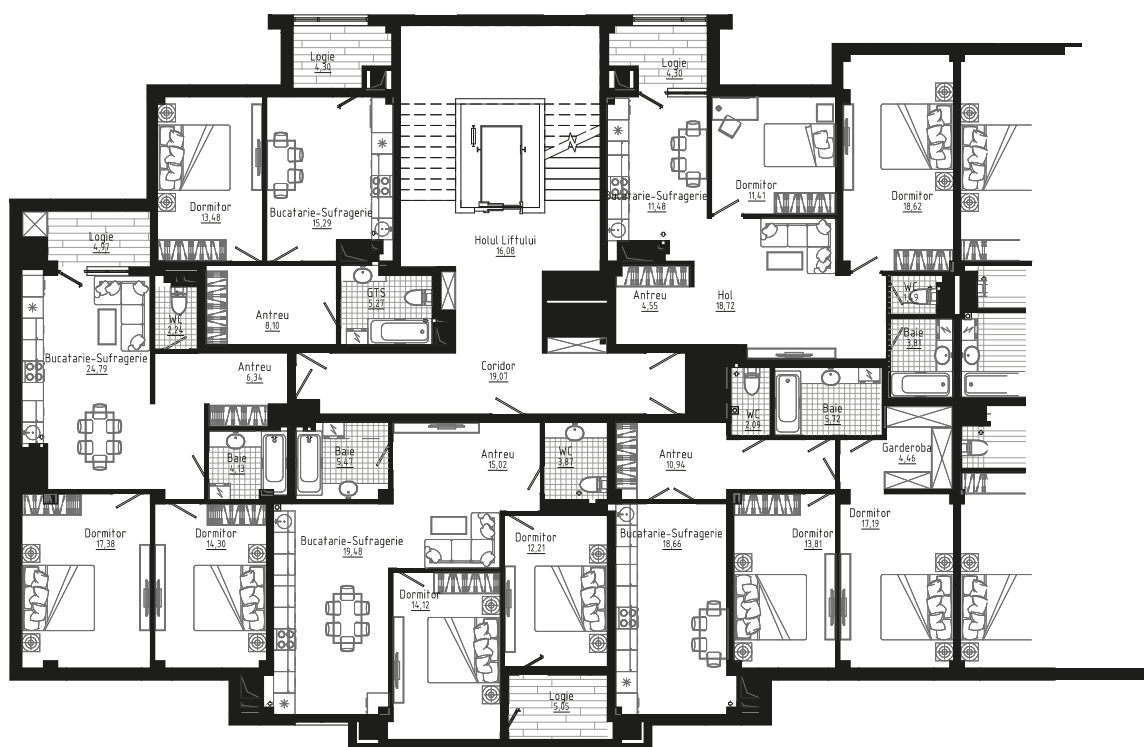 Logie
4,30
Logie
4,30
Dormitor
13,48
Bucatarie-Sufragerie
15,29
Bucatarie-Sufragerie
11,48
Dormitor
11,41
Dormitor
18,62
Logie
4,97
Holul Liftului
16,08
WC
2,24
Antreu
8,10
GTS
5,27
Antreu
4,55
Hol
18,72
WC
1,49
Baie
3,81
Bucatarie-Sufragerie
24,79
Antreu
6,34
Coridor
19,07
WC
2,09
Baie
5,72
Baie
4,13
Baie
5,47
Antreu
15,02
WC
3,87
Antreu
10,94
Garderoba
4,46
Dormitor
17,38
Dormitor
14,30
Bucatarie-Sufragerie
19,48
Dormitor
12,21
Bucatarie-Sufragerie
18,66
Dormitor
13,81
Dormitor
17,19
Dormitor
14,12
Logie
5,05